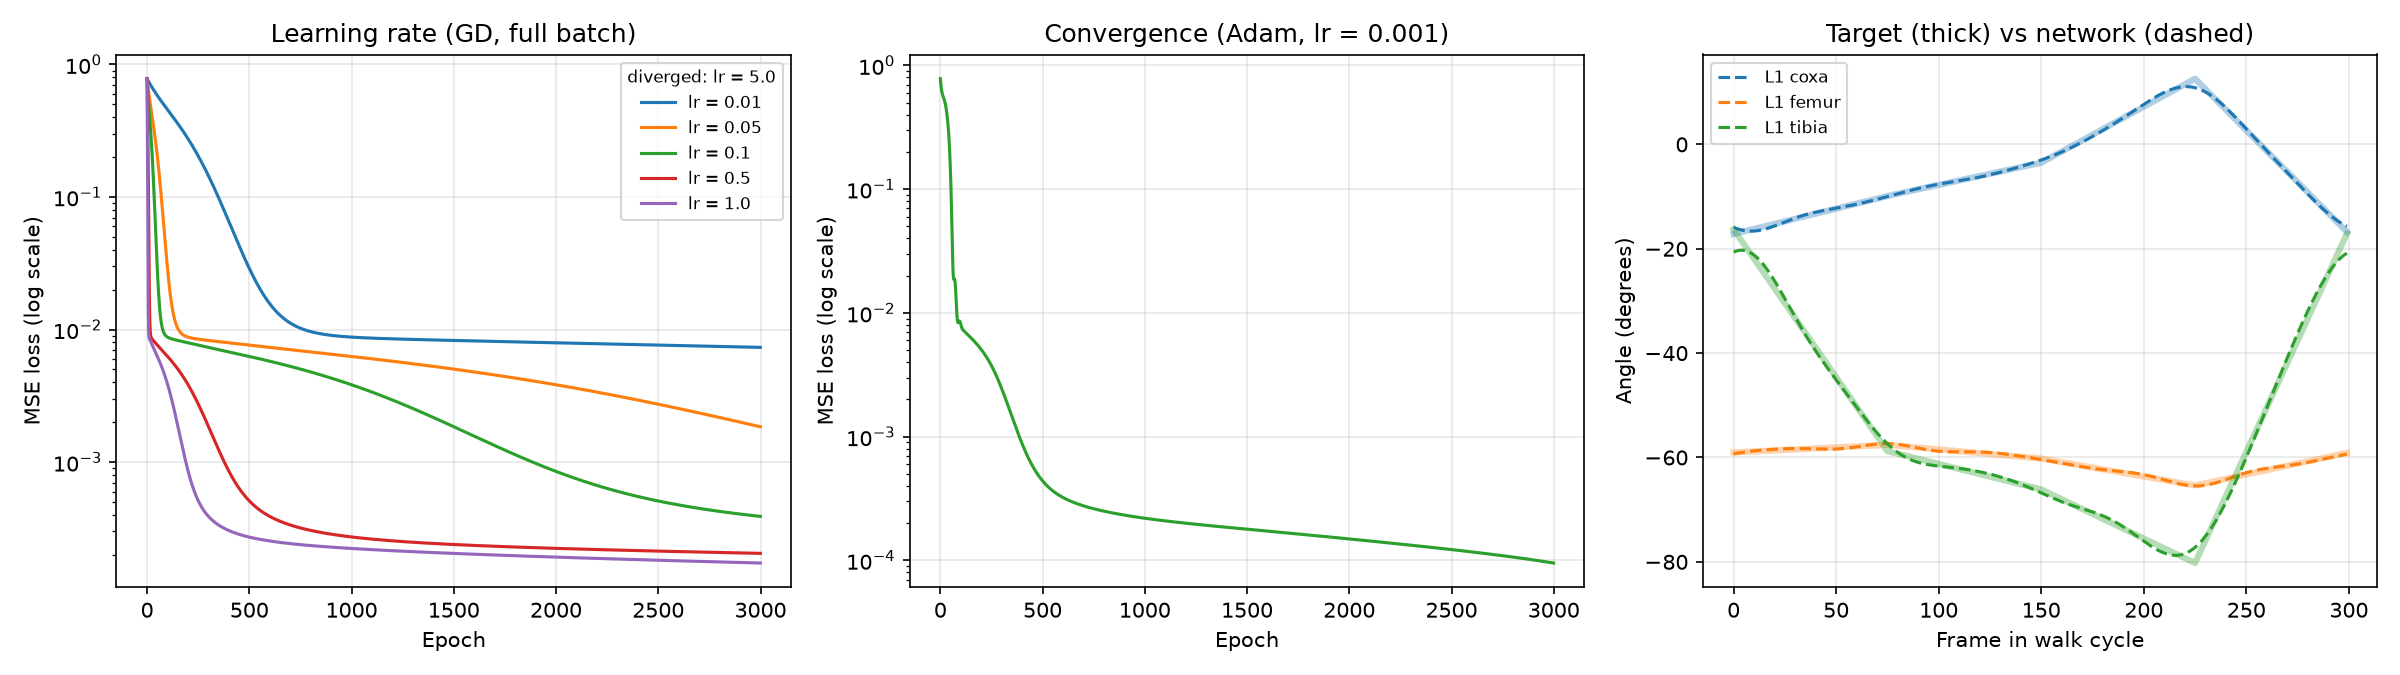 Learning rate (GD, full batch)
MSE loss (log scale)
10⁰
10⁻¹
10⁻²
10⁻³
diverged: lr = 5.0
lr = 0.01
lr = 0.05
lr = 0.1
lr = 0.5
lr = 1.0
0 500 1000 1500 2000 2500 3000
Epoch
Convergence (Adam, lr = 0.001)
MSE loss (log scale)
10⁰
10⁻¹
10⁻²
10⁻³
10⁻⁴
0 500 1000 1500 2000 2500 3000
Epoch
Target (thick) vs network (dashed)
Angle (degrees)
L1 coxa
L1 femur
L1 tibia
0
−20
−40
−60
−80
0 50 100 150 200 250 300
Frame in walk cycle